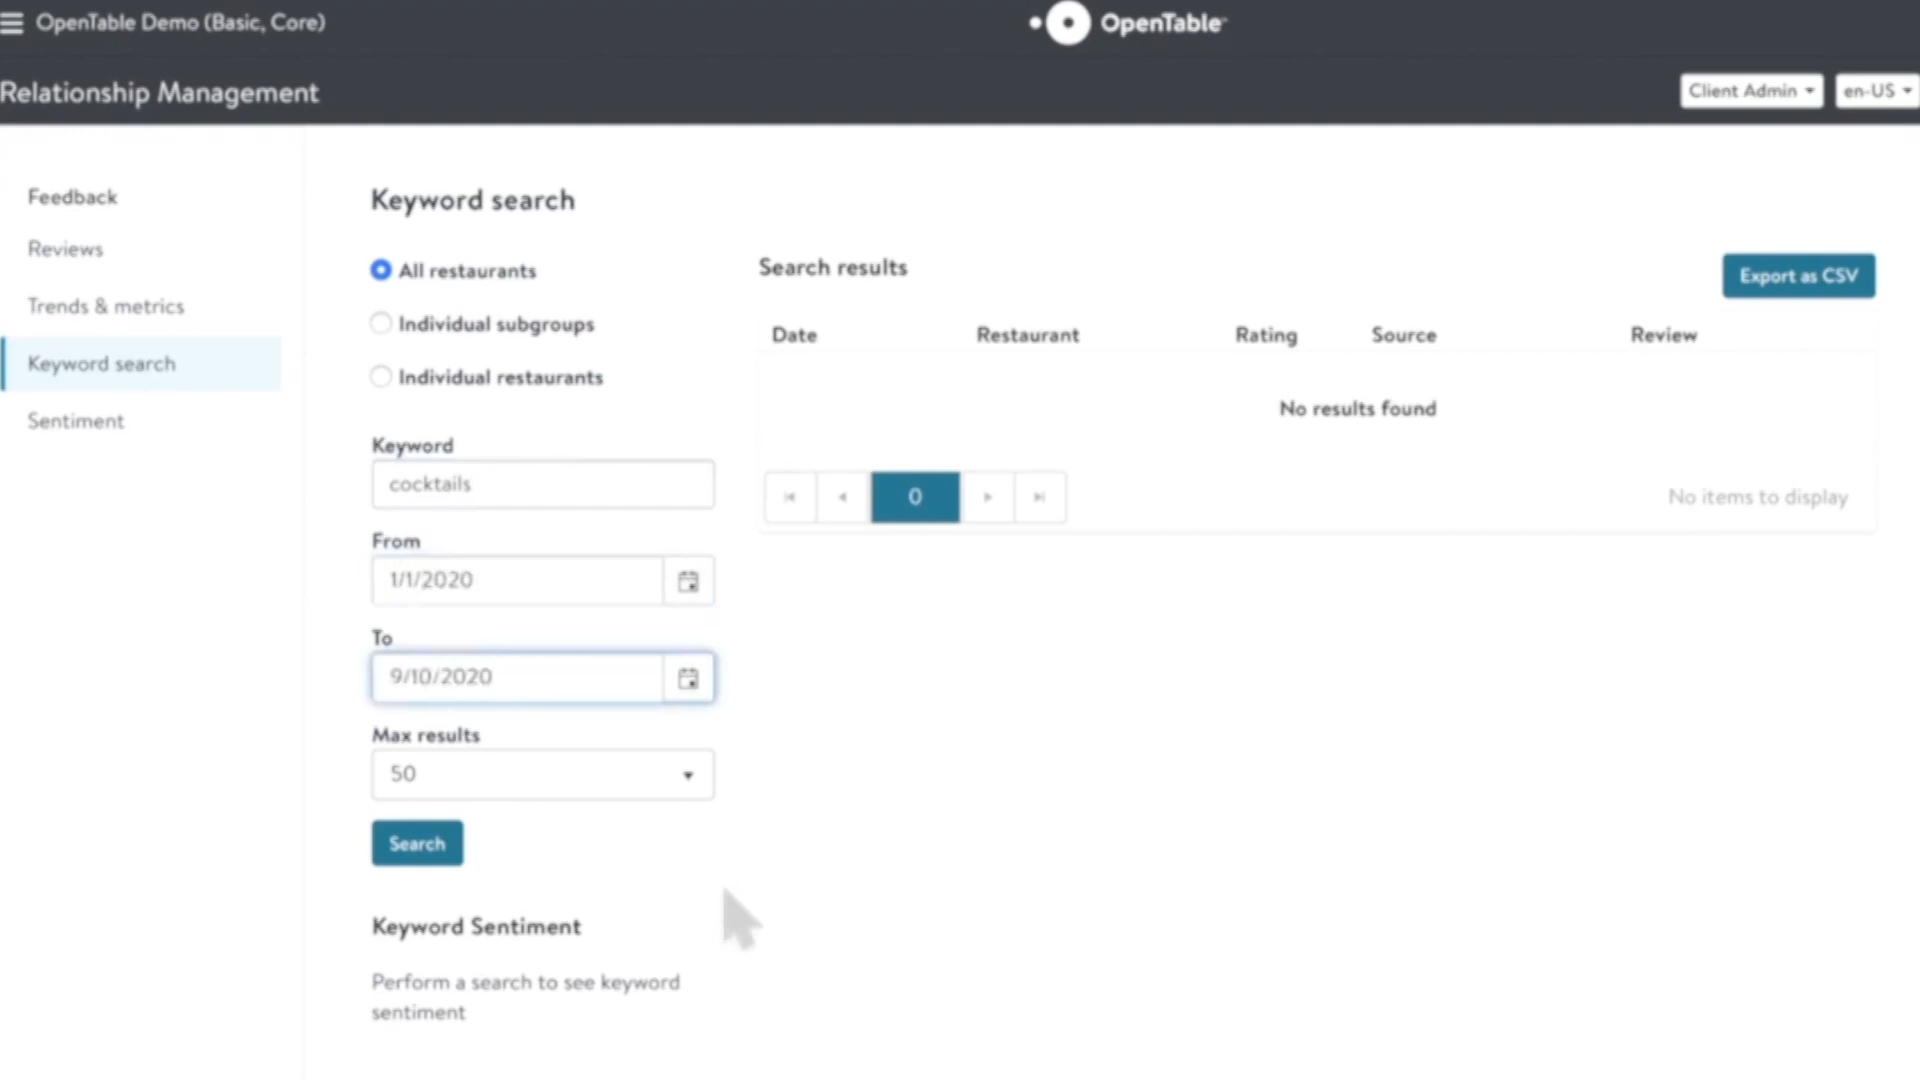 OpenTable Demo (Basic, Core)
OpenTable
Relationship Management
Client Admin
en-US
Feedback
Reviews
Trends & metrics
Keyword search
Sentiment
Keyword search
All restaurants
Individual subgroups
Individual restaurants
Keyword
cocktails
From
1/1/2020
To
9/10/2020
Max results
50
Search
Keyword Sentiment
Perform a search to see keyword
sentiment
Search results
Export as CSV
Date Restaurant Rating Source Review
No results found
0
No items to display